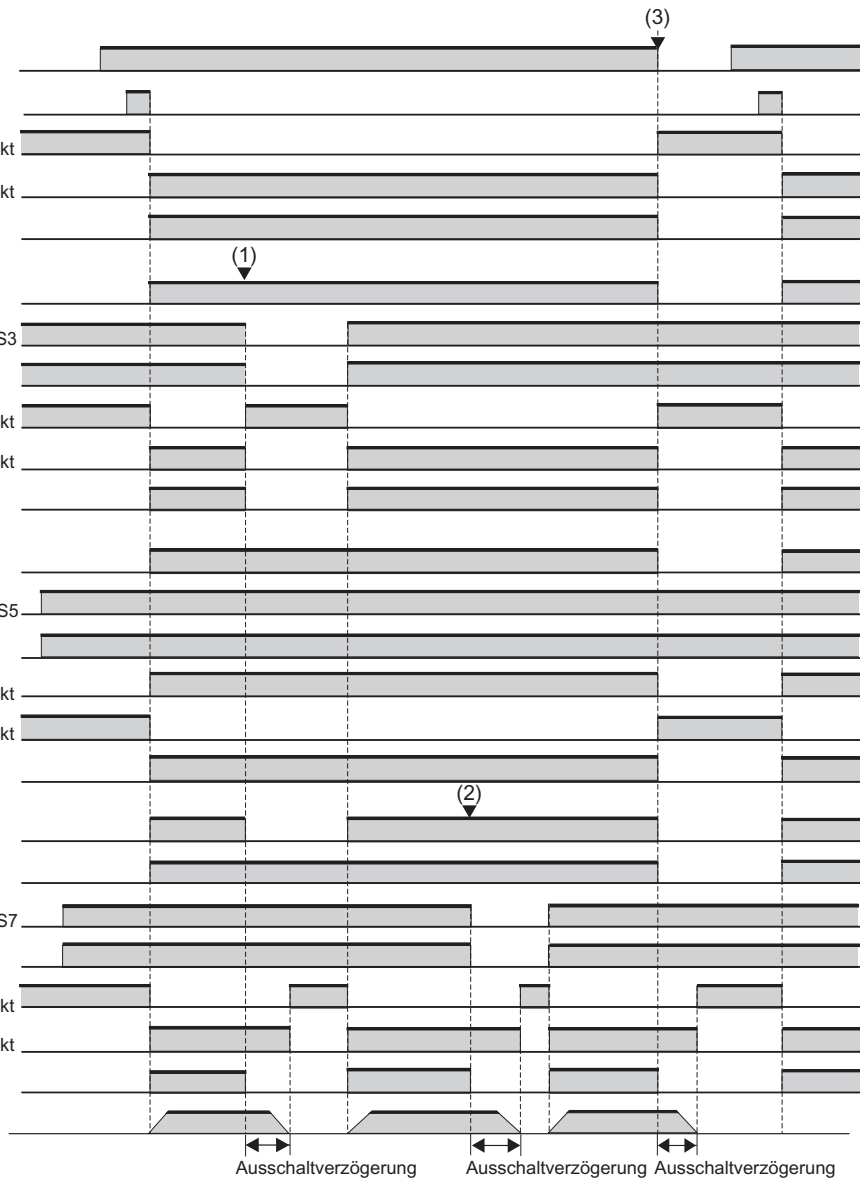 (3)
kt
kt
(1)
S3
kt
kt
S5
kt
kt
(2)
S7
kt
kt
Ausschaltverzögerung Ausschaltverzögerung Ausschaltverzögerung